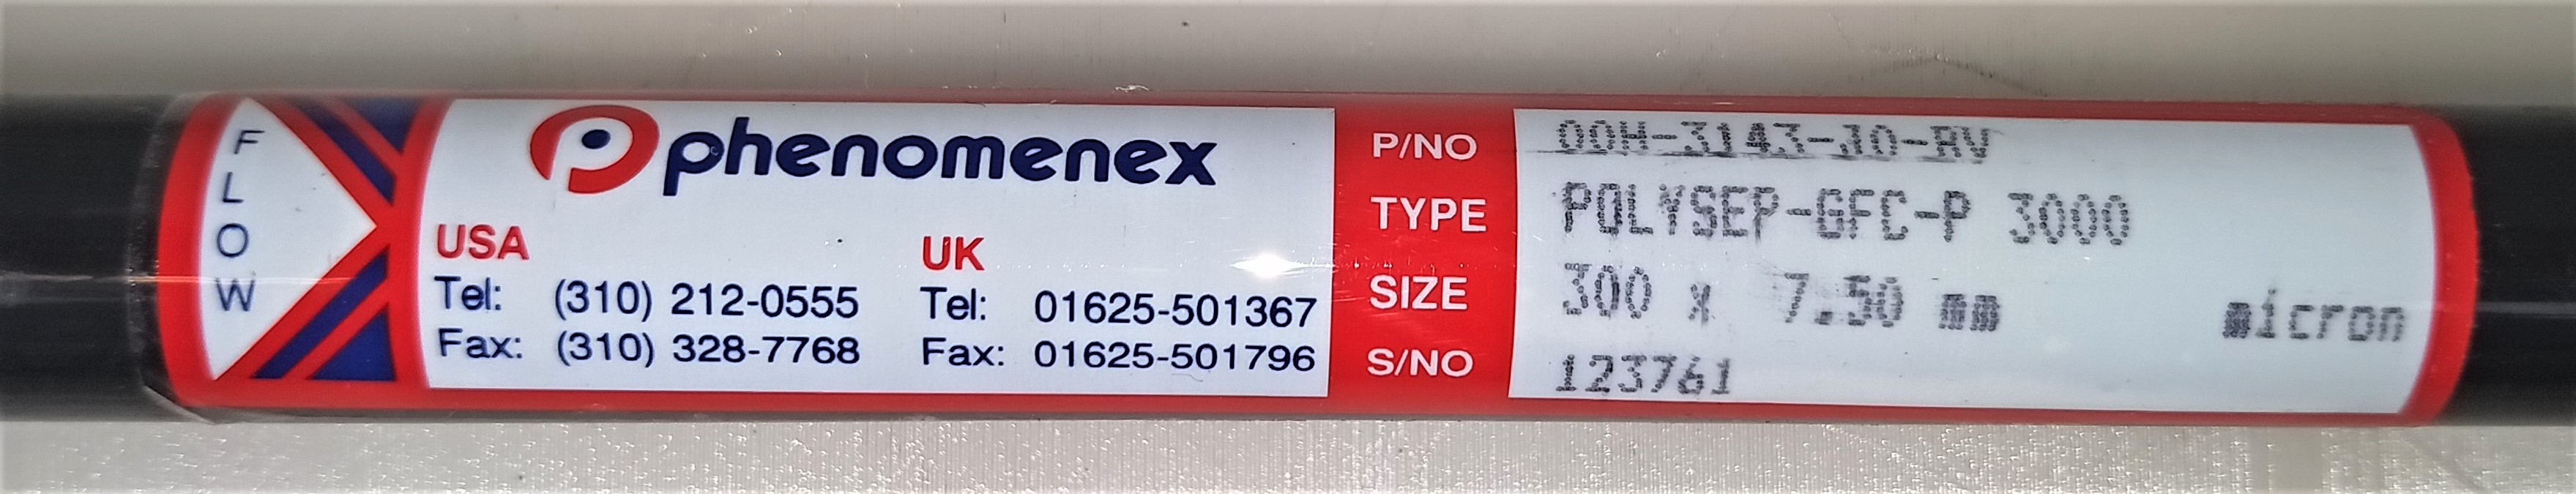 FLOW
phenomenex
USA
Tel: (310) 212-0555
Fax: (310) 328-7768
UK
Tel: 01625-501367
Fax: 01625-501796
P/NO 00H-3143-J0-RV
TYPE POLYSEP-GFC-P 3000
SIZE 300 x 7.50 mm micron
S/NO 123761